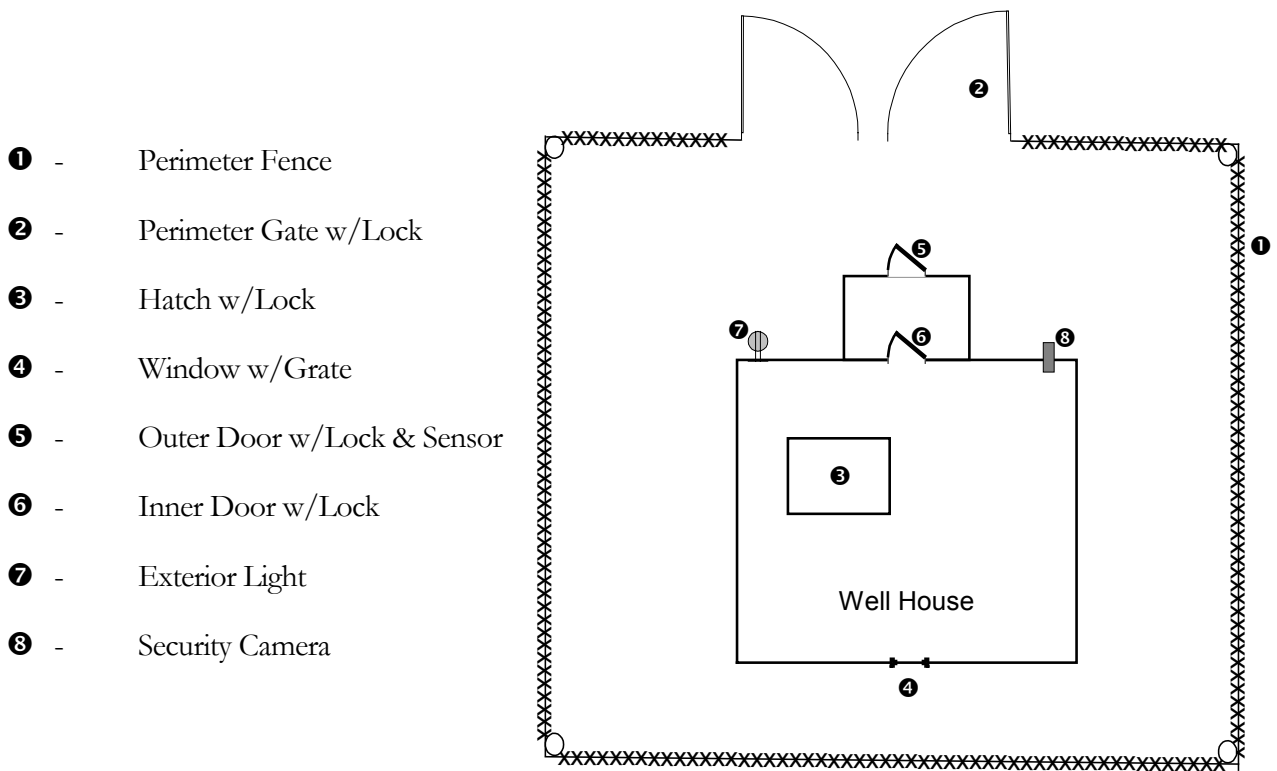 ❶ - Perimeter Fence
❷ - Perimeter Gate w/Lock
❸ - Hatch w/Lock
❹ - Window w/Grate
❺ - Outer Door w/Lock & Sensor
❻ - Inner Door w/Lock
❼ - Exterior Light
❽ - Security Camera
❷
❶
❺
❼
❻
❽
❸
Well House
❹